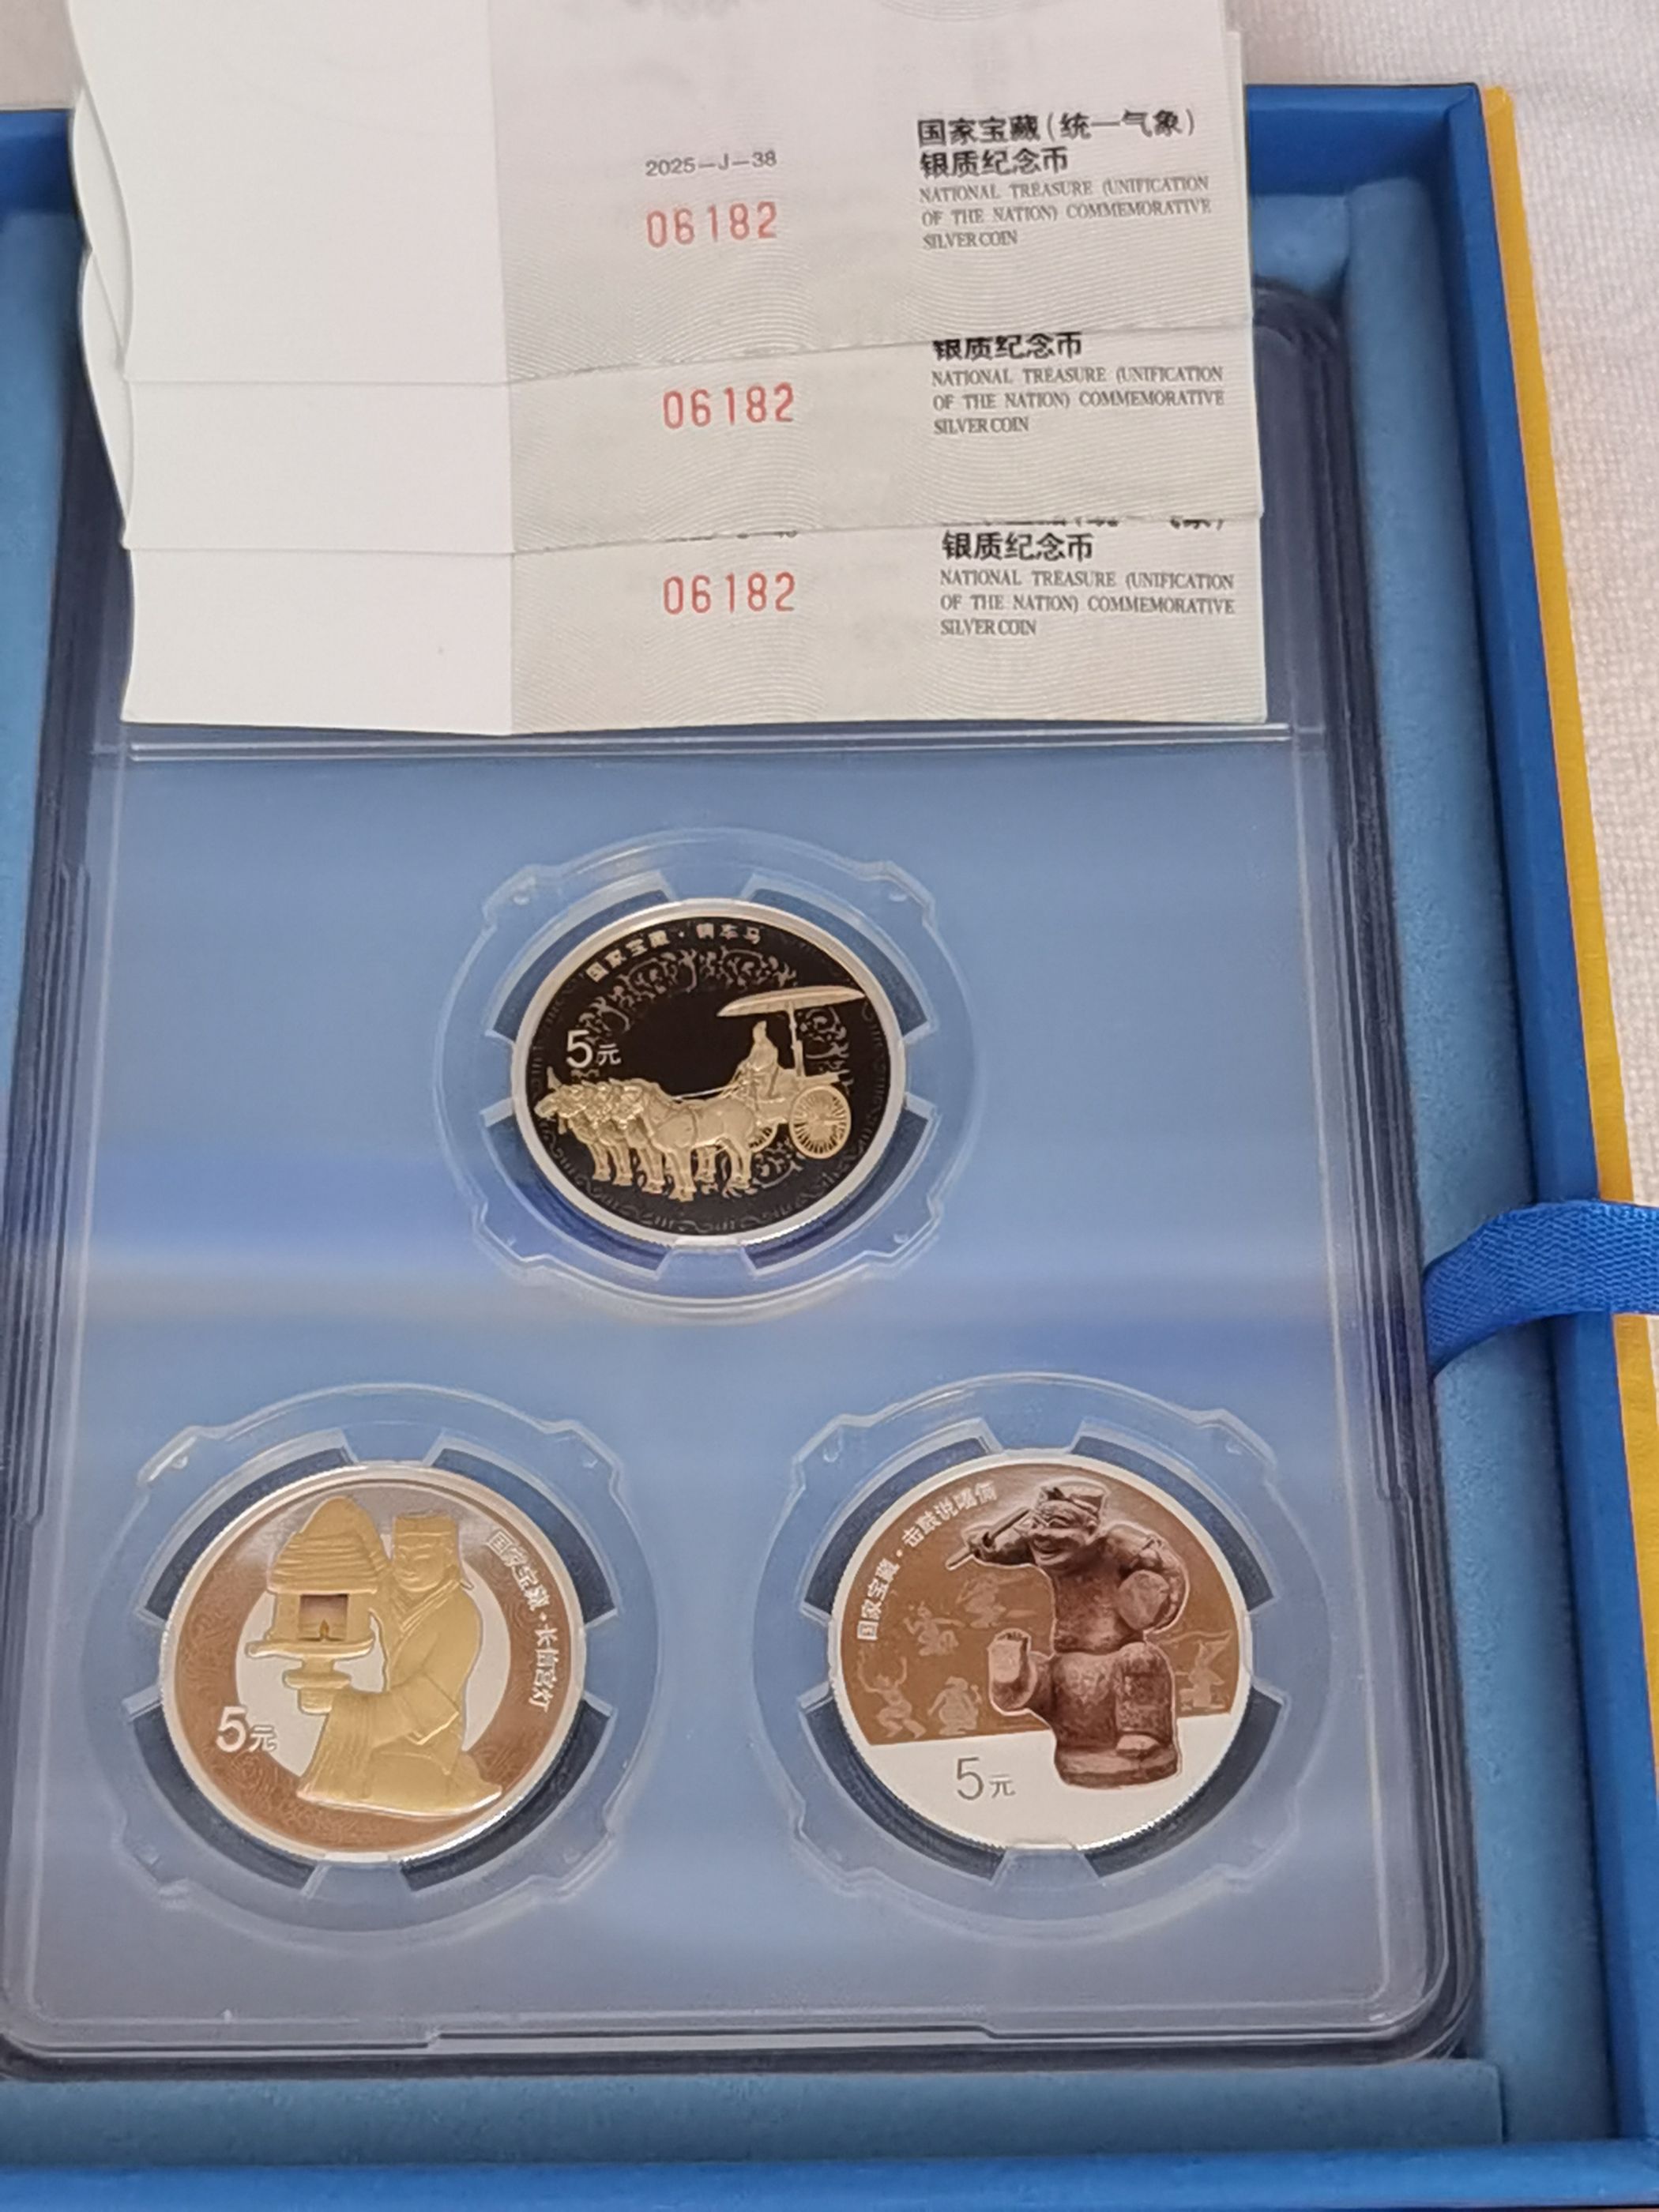 国家宝藏(统一气象)
银质纪念币
NATIONAL TREASURE (UNIFICATION
OF THE NATION) COMMEMORATIVE
SILVER COIN
2025-J-38
06182
银质纪念币
NATIONAL TREASURE (UNIFICATION
OF THE NATION) COMMEMORATIVE
SILVER COIN
06182
银质纪念币
NATIONAL TREASURE (UNIFICATION
OF THE NATION) COMMEMORATIVE
SILVER COIN
06182
国家宝藏·铜车马
5元
国家宝藏·长信宫灯
5元
国家宝藏·击鼓说唱俑
5元